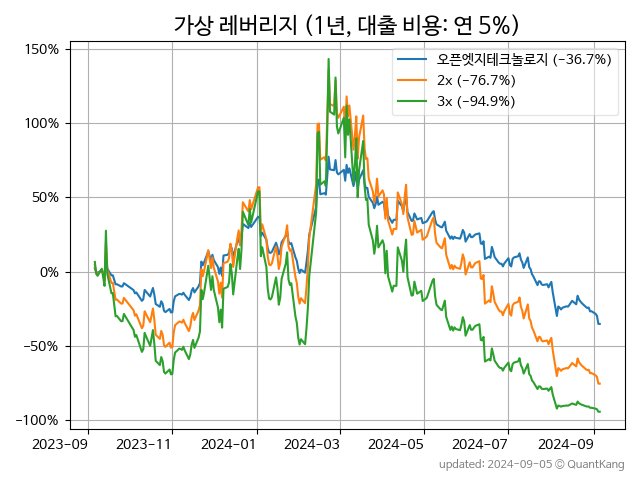 가상 레버리지 (1년, 대출 비용: 연 5%)
150%
100%
50%
0%
−50%
−100%
오픈엣지테크놀로지 (−36.7%)
2x (−76.7%)
3x (−94.9%)
2023-09
2023-11
2024-01
2024-03
2024-05
2024-07
2024-09
updated: 2024-09-05 © QuantKang